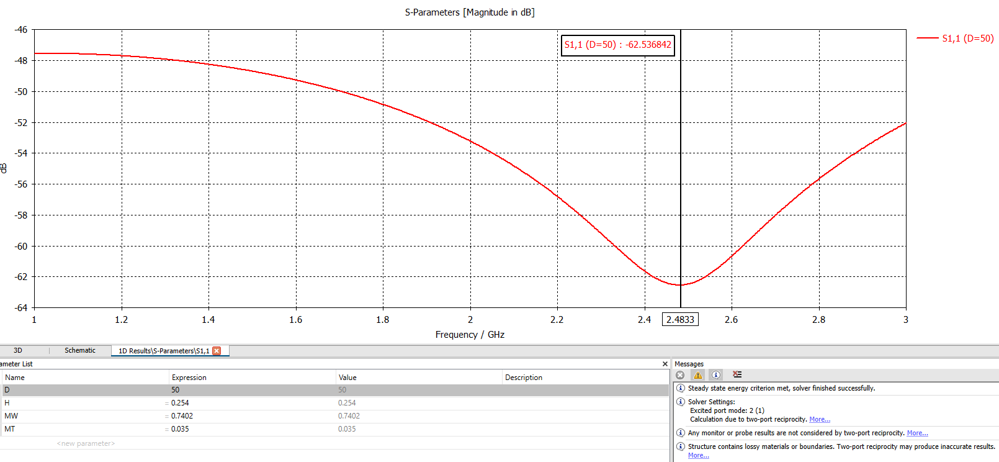 S-Parameters [Magnitude in dB]
S1,1 (D=50) : -62.536842
S1,1 (D=50)
-46
-48
-50
-52
-54
dB
-56
-58
-60
-62
-64
1 1.2 1.4 1.6 1.8 2 2.2 2.4 2.4833 2.6 2.8 3
Frequency / GHz
3D Schematic 1D Results\S-Parameters\S1,1
ameter List
Name Expression Value Description
D 50 50
H = 0.254 0.254
MW = 0.7402 0.7402
MT = 0.035 0.035
<new parameter>
Messages
Steady state energy criterion met, solver finished successfully.
Solver Settings:
Excited port mode: 2 (1)
Calculation due to two-port reciprocity. More...
Any monitor or probe results are not considered by two-port reciprocity. More...
Structure contains lossy materials or boundaries. Two-port reciprocity may produce inaccurate results.
More...